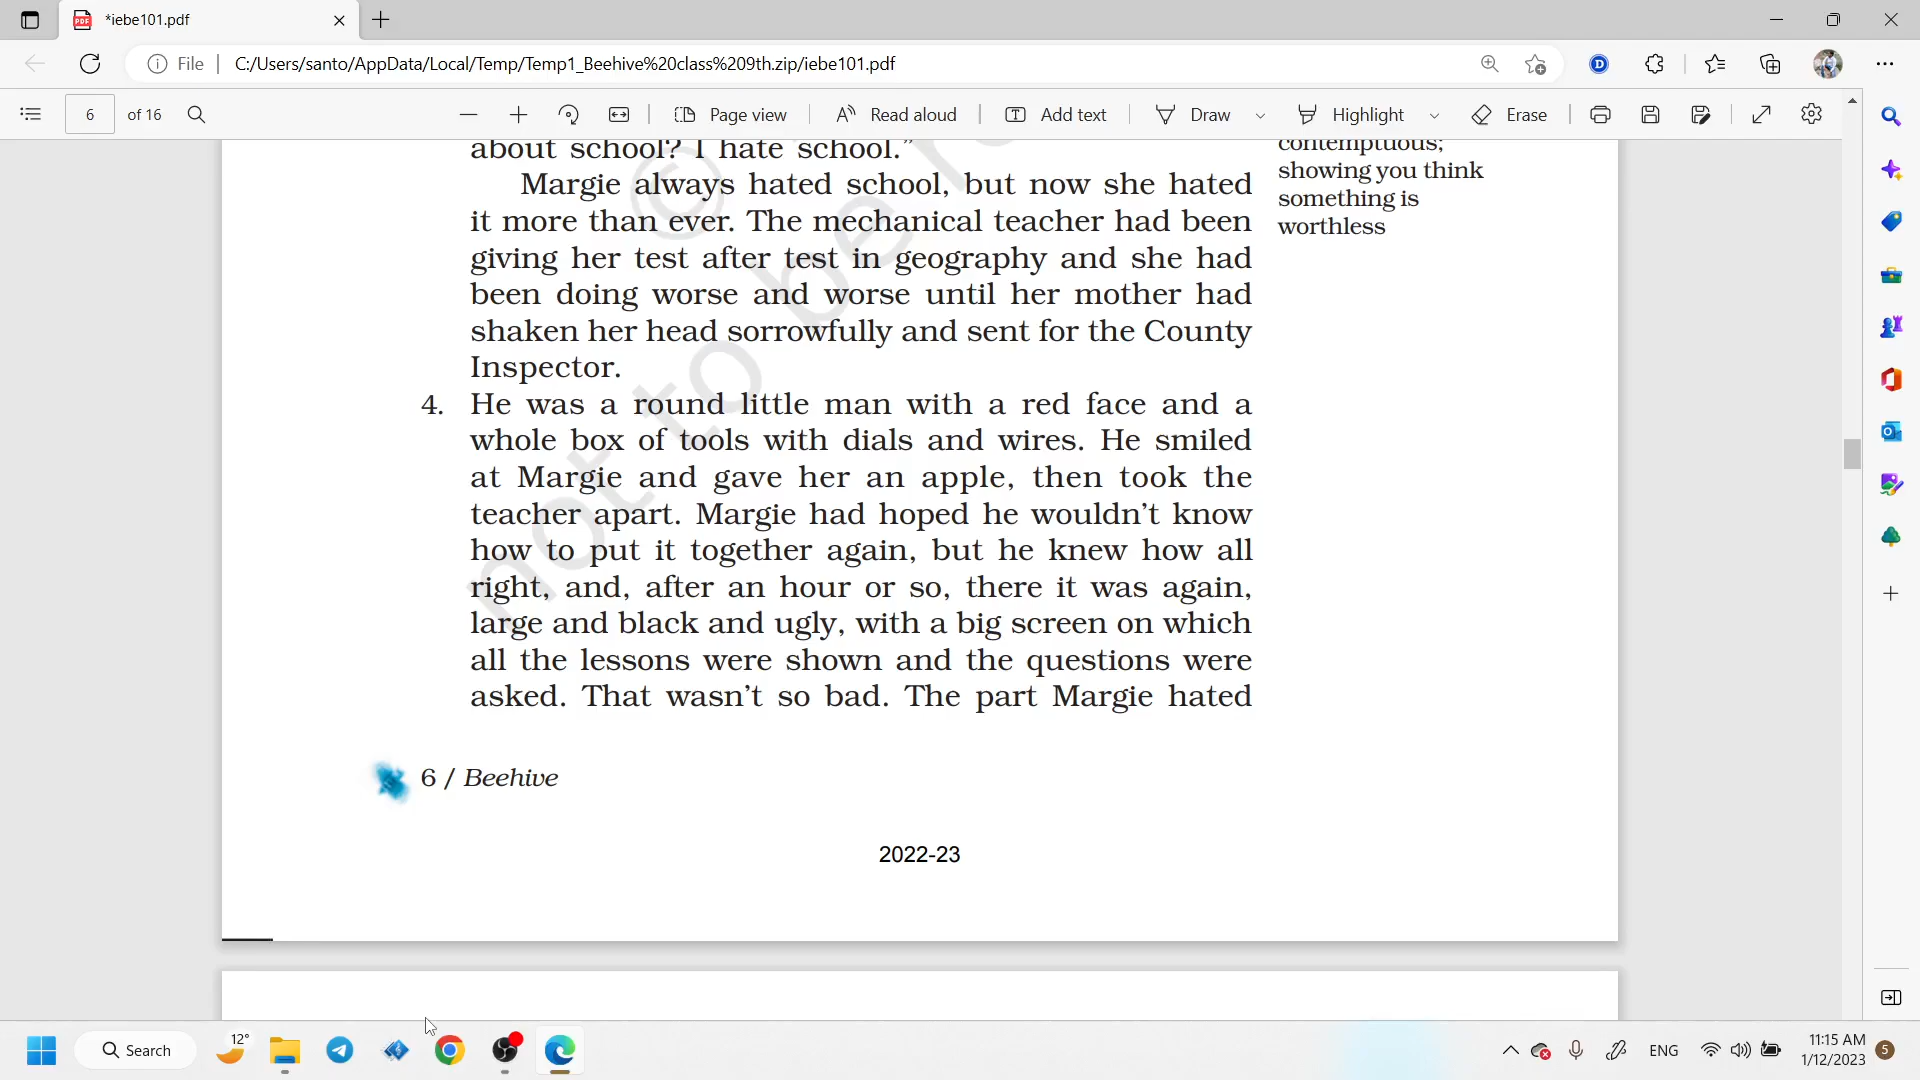 *iebe101.pdf
File
C:/Users/santo/AppData/Local/Temp/Temp1_Beehive%20class%209th.zip/iebe101.pdf
6 of 16
Page view
Read aloud
Add text
Draw
Highlight
Erase
about school? I hate school."
Margie always hated school, but now she hated
it more than ever. The mechanical teacher had been
giving her test after test in geography and she had
been doing worse and worse until her mother had
shaken her head sorrowfully and sent for the County
Inspector.
4. He was a round little man with a red face and a
whole box of tools with dials and wires. He smiled
at Margie and gave her an apple, then took the
teacher apart. Margie had hoped he wouldn't know
how to put it together again, but he knew how all
right, and, after an hour or so, there it was again,
large and black and ugly, with a big screen on which
all the lessons were shown and the questions were
asked. That wasn't so bad. The part Margie hated
contemptuous;
showing you think
something is
worthless
© not to be
6 / Beehive
2022-23
12°
Search
ENG
11:15 AM
1/12/2023
5